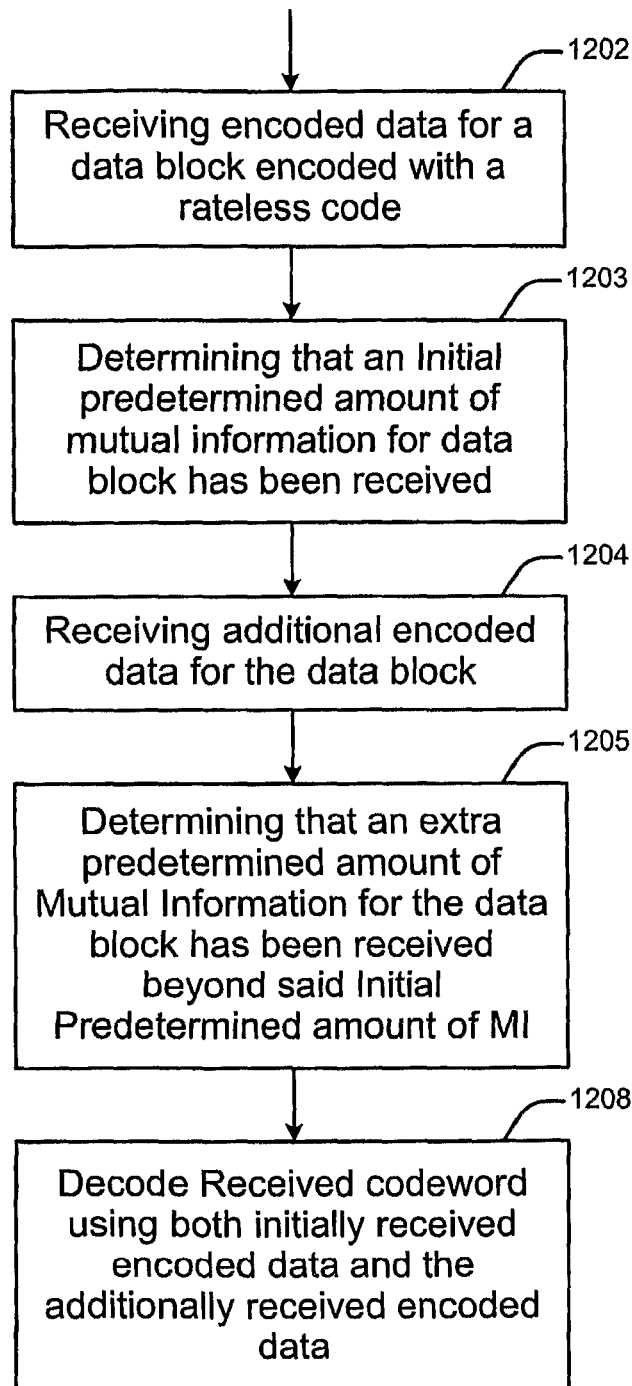 1202
Receiving encoded data for a
data block encoded with a
rateless code
1203
Determining that an Initial
predetermined amount of
mutual information for data
block has been received
1204
Receiving additional encoded
data for the data block
1205
Determining that an extra
predetermined amount of
Mutual Information for the data
block has been received
beyond said Initial
Predetermined amount of MI
1208
Decode Received codeword
using both initially received
encoded data and the
additionally received encoded
data